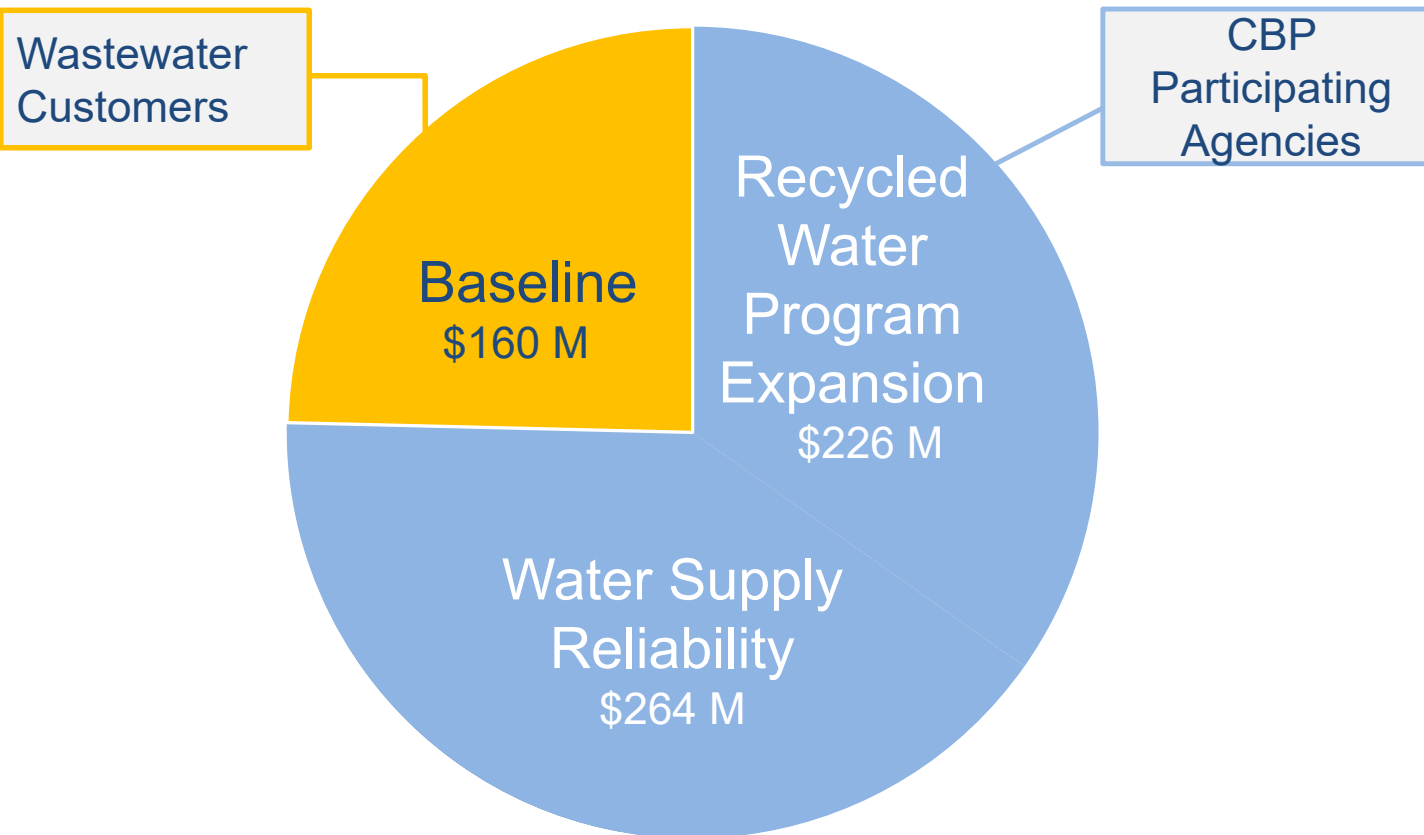 Wastewater
Customers
CBP
Participating
Agencies
Recycled
Water
Program
Expansion
$226 M
Baseline
$160 M
Water Supply
Reliability
$264 M